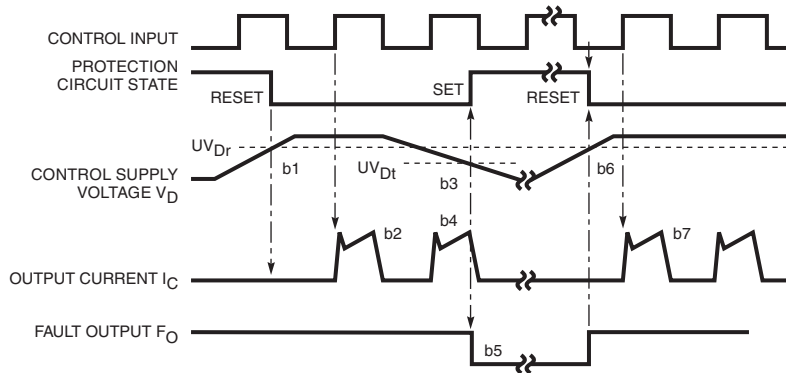 CONTROL INPUT
PROTECTION
CIRCUIT STATE
RESET
SET
RESET
UVDr
b1
UVDt
b3
b6
CONTROL SUPPLY
VOLTAGE VD
b2
b4
b7
OUTPUT CURRENT IC
FAULT OUTPUT FO
b5